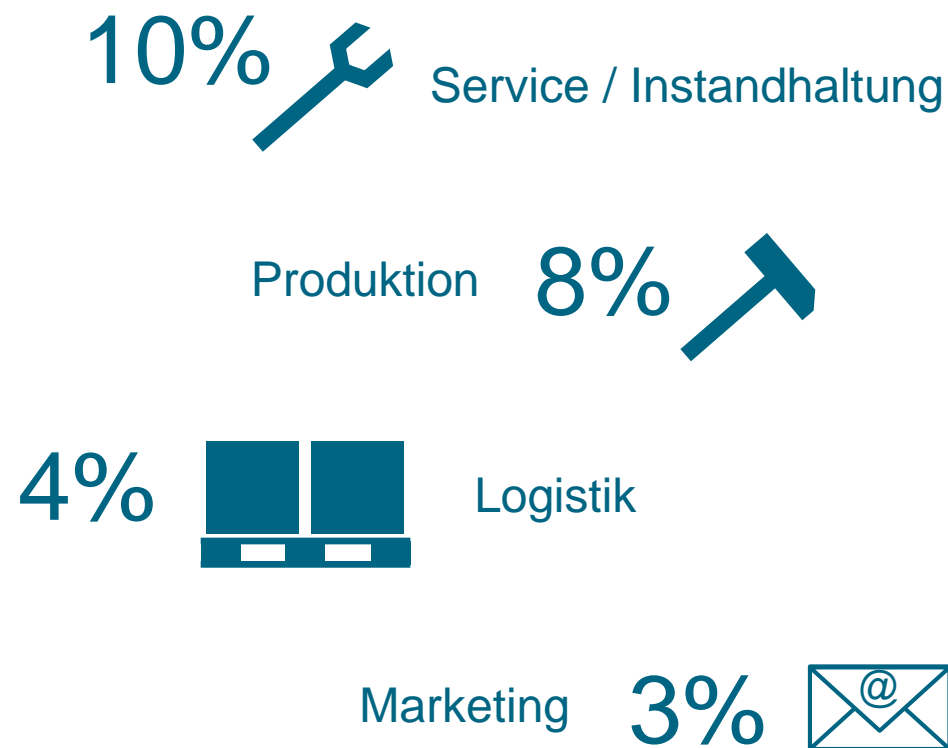 10%
Service / Instandhaltung
Produktion 8%
4%
Logistik
Marketing 3%
@